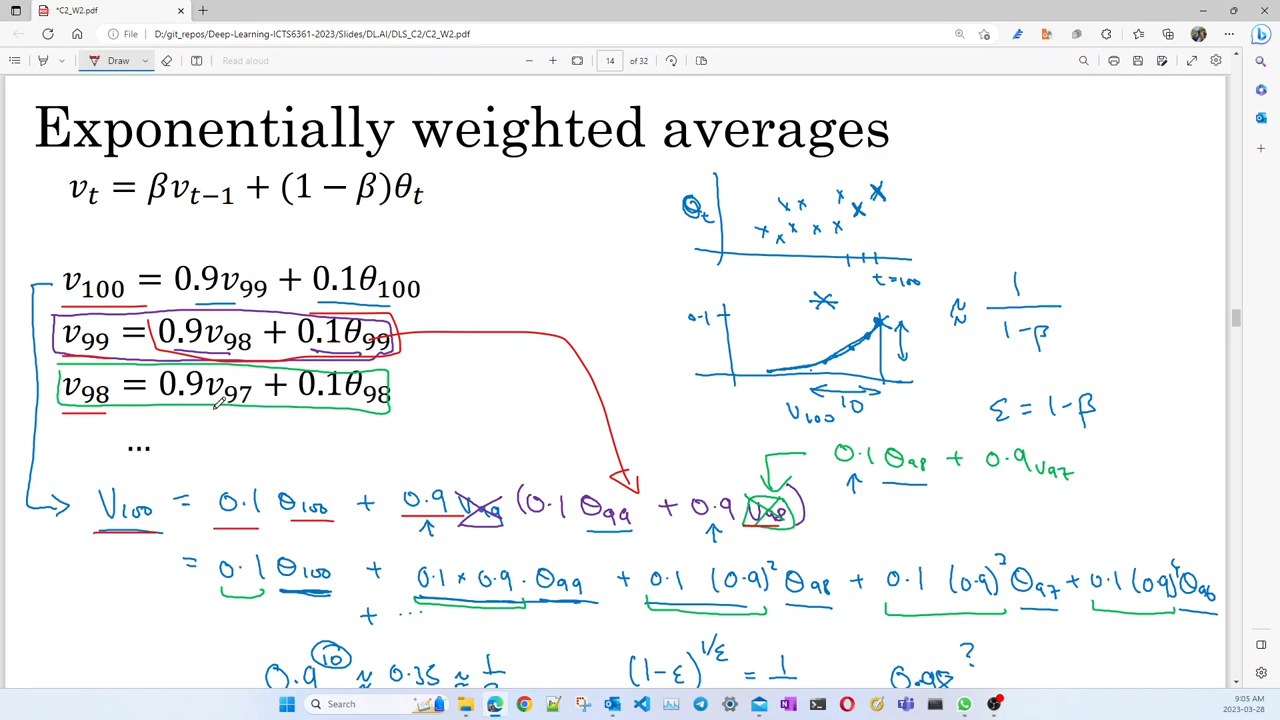 *C2_W2.pdf
File D:/git_repos/Deep-Learning-ICTS6361-2023/Slides/DL.AI/DLS_C2/C2_W2.pdf
Draw Read aloud 14 of 32
Exponentially weighted averages
v_t = βv_{t−1} + (1 − β)θ_t
θ_t
t=100
v_100 = 0.9v_99 + 0.1θ_100
v_99 = 0.9v_98 + 0.1θ_99
v_98 = 0.9v_97 + 0.1θ_98
...
0.1
10
V_100
≈ 1/(1-β)
ε = 1-β
0.1 θ_98 + 0.9 V_97
V_100 = 0.1 θ_100 + 0.9 V_99 (0.1 θ_99 + 0.9 V_98)
= 0.1 θ_100 + 0.1 × 0.9 · θ_99 + 0.1 (0.9)² θ_98 + 0.1 (0.9)³ θ_97 + 0.1 (0.9)⁴ θ_96
+ ...
0.9^10 ≈ 0.35 ≈ 1 (1-ε)^{1/ε} = 1 0.98^?
Search
9:05 AM
2023-03-28